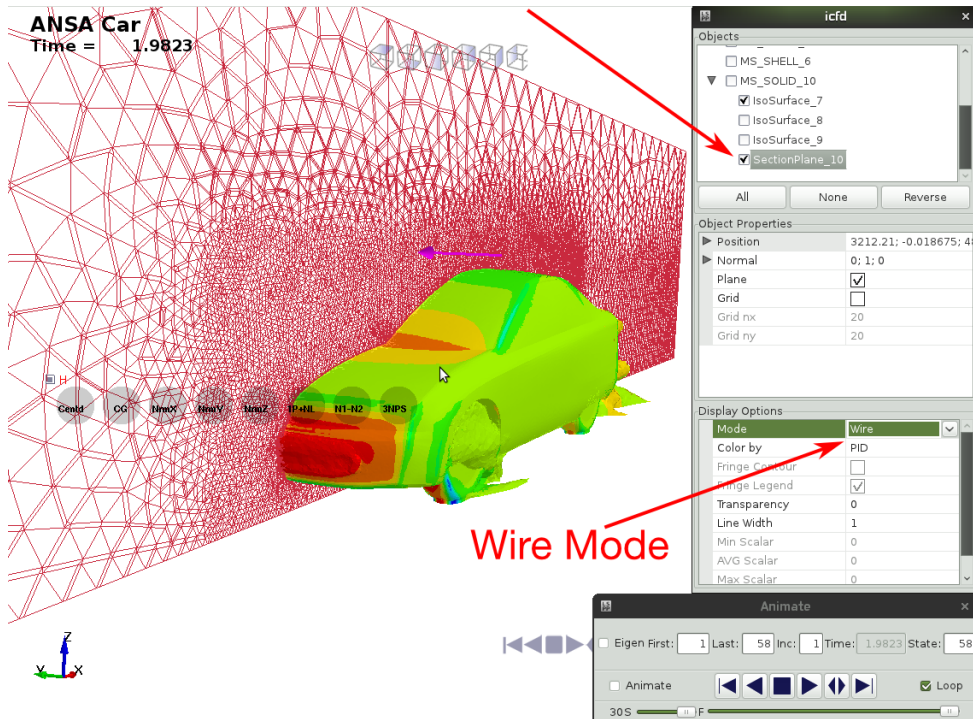 ANSA Car
Time = 1.9823
icfd
Objects
MS_SHELL_6
MS_SOLID_10
IsoSurface_7
IsoSurface_8
IsoSurface_9
SectionPlane_10
All None Reverse
Object Properties
Position 3212.21; -0.018675; 4
Normal 0; 1; 0
Plane
Grid
Grid nx 20
Grid ny 20
H
Centd CG NrmX NrmY NrmZ TP+NL N1-N2 3NPS
Display Options
Mode Wire
Color by PID
Fringe Contour
Fringe Legend
Transparency 0
Line Width 1
Min Scalar 0
AVG Scalar 0
Max Scalar 0
Wire Mode
Animate
Eigen First: 1 Last: 58 Inc: 1 Time: 1.9823 State: 58
Animate Loop
30S F
Z
Y X